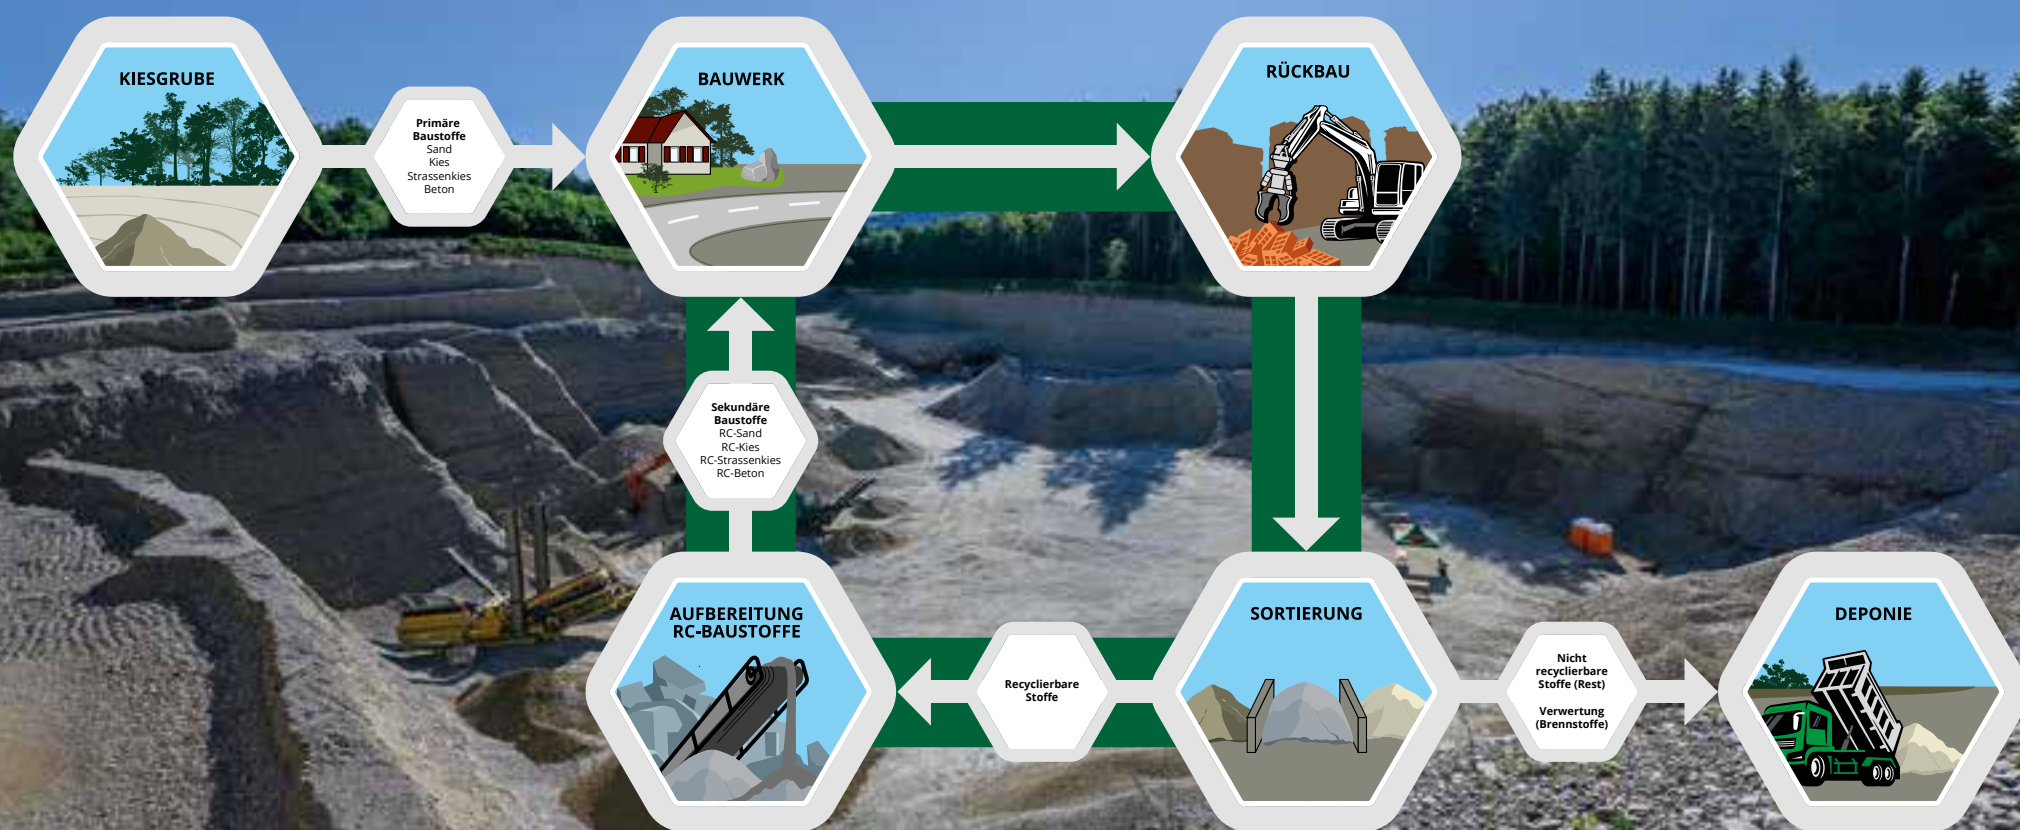 KIESGRUBE
Primäre
Baustoffe
Sand
Kies
Strassenkies
Beton
BAUWERK
RÜCKBAU
Sekundäre
Baustoffe
RC-Sand
RC-Kies
RC-Strassenkies
RC-Beton
AUFBEREITUNG
RC-BAUSTOFFE
Recyclierbare
Stoffe
SORTIERUNG
Nicht
recyclierbare
Stoffe (Rest)
Verwertung
(Brennstoffe)
DEPONIE